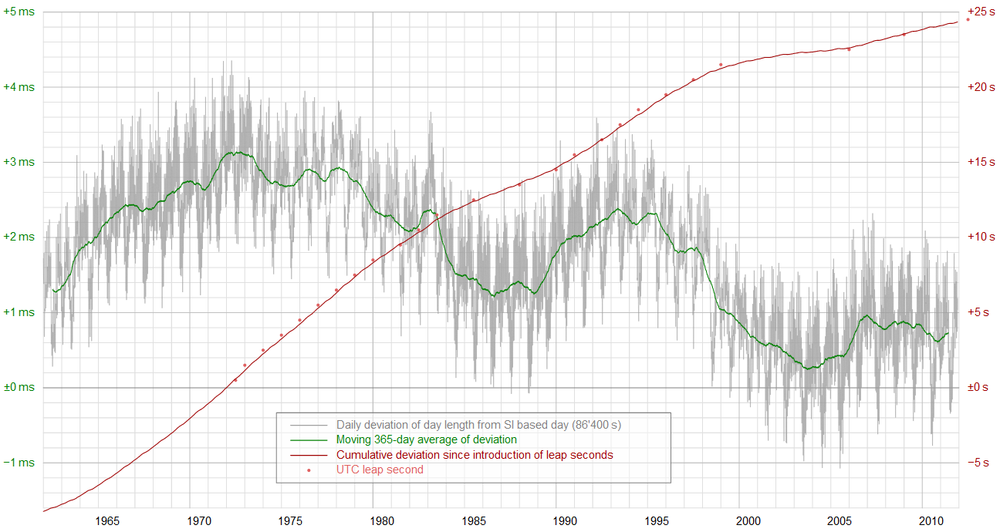 +5 ms
+25 s
+4 ms
+20 s
+3 ms
+15 s
+2 ms
+10 s
+1 ms
+5 s
±0 ms
±0 s
−1 ms
−5 s
Daily deviation of day length from SI based day (86'400 s)
Moving 365-day average of deviation
Cumulative deviation since introduction of leap seconds
UTC leap second
1965 1970 1975 1980 1985 1990 1995 2000 2005 2010